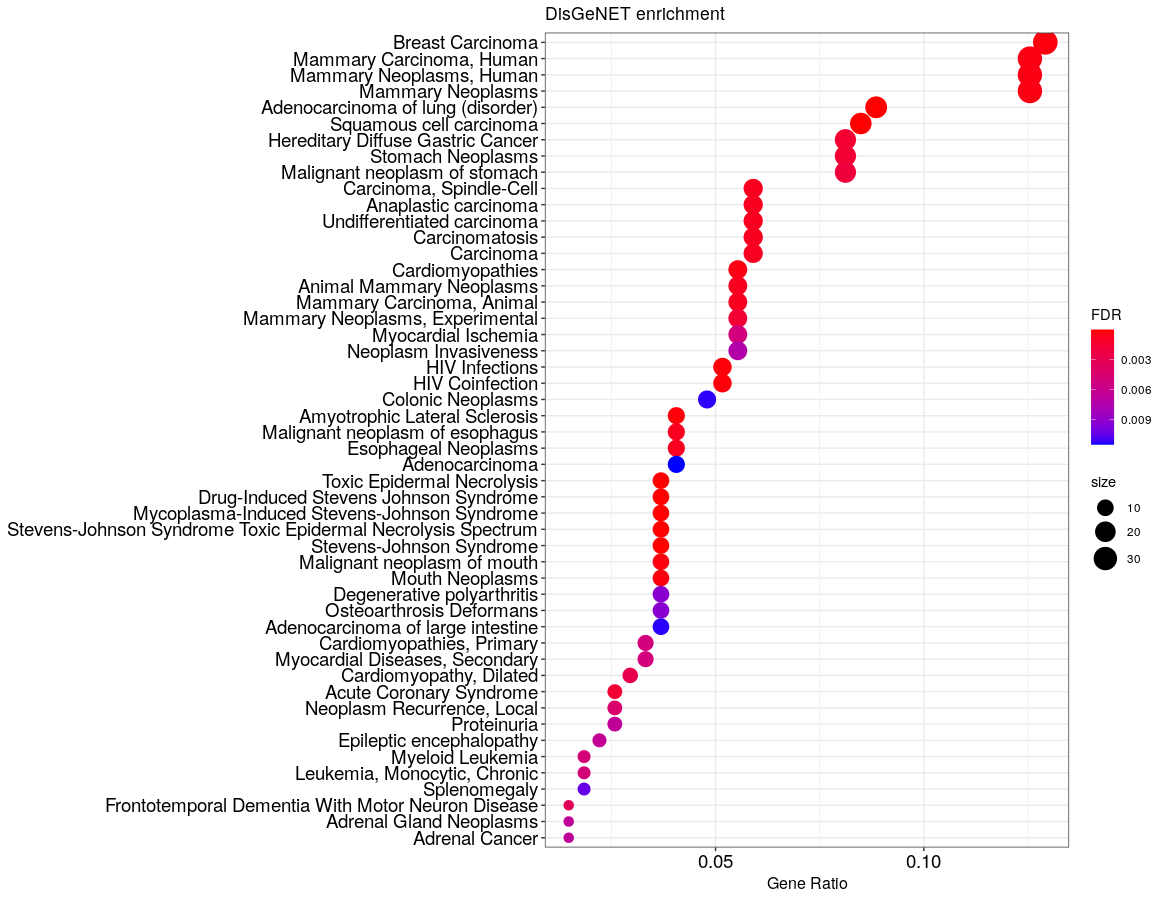 DisGeNET enrichment
Breast Carcinoma
Mammary Carcinoma, Human
Mammary Neoplasms, Human
Mammary Neoplasms
Adenocarcinoma of lung (disorder)
Squamous cell carcinoma
Hereditary Diffuse Gastric Cancer
Stomach Neoplasms
Malignant neoplasm of stomach
Carcinoma, Spindle-Cell
Anaplastic carcinoma
Undifferentiated carcinoma
Carcinomatosis
Carcinoma
Cardiomyopathies
Animal Mammary Neoplasms
Mammary Carcinoma, Animal
Mammary Neoplasms, Experimental
Myocardial Ischemia
Neoplasm Invasiveness
HIV Infections
HIV Coinfection
Colonic Neoplasms
Amyotrophic Lateral Sclerosis
Malignant neoplasm of esophagus
Esophageal Neoplasms
Adenocarcinoma
Toxic Epidermal Necrolysis
Drug-Induced Stevens Johnson Syndrome
Mycoplasma-Induced Stevens-Johnson Syndrome
Stevens-Johnson Syndrome Toxic Epidermal Necrolysis Spectrum
Stevens-Johnson Syndrome
Malignant neoplasm of mouth
Mouth Neoplasms
Degenerative polyarthritis
Osteoarthrosis Deformans
Adenocarcinoma of large intestine
Cardiomyopathies, Primary
Myocardial Diseases, Secondary
Cardiomyopathy, Dilated
Acute Coronary Syndrome
Neoplasm Recurrence, Local
Proteinuria
Epileptic encephalopathy
Myeloid Leukemia
Leukemia, Monocytic, Chronic
Splenomegaly
Frontotemporal Dementia With Motor Neuron Disease
Adrenal Gland Neoplasms
Adrenal Cancer
0.05
0.10
Gene Ratio
FDR
0.003
0.006
0.009
size
10
20
30